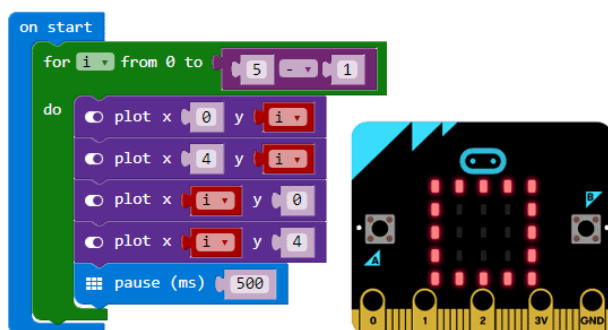 on start
for i from 0 to 5 - 1
do
plot x 0 y i
plot x 4 y i
plot x i y 0
plot x i y 4
pause (ms) 500
B
A
0 1 2 3V GND